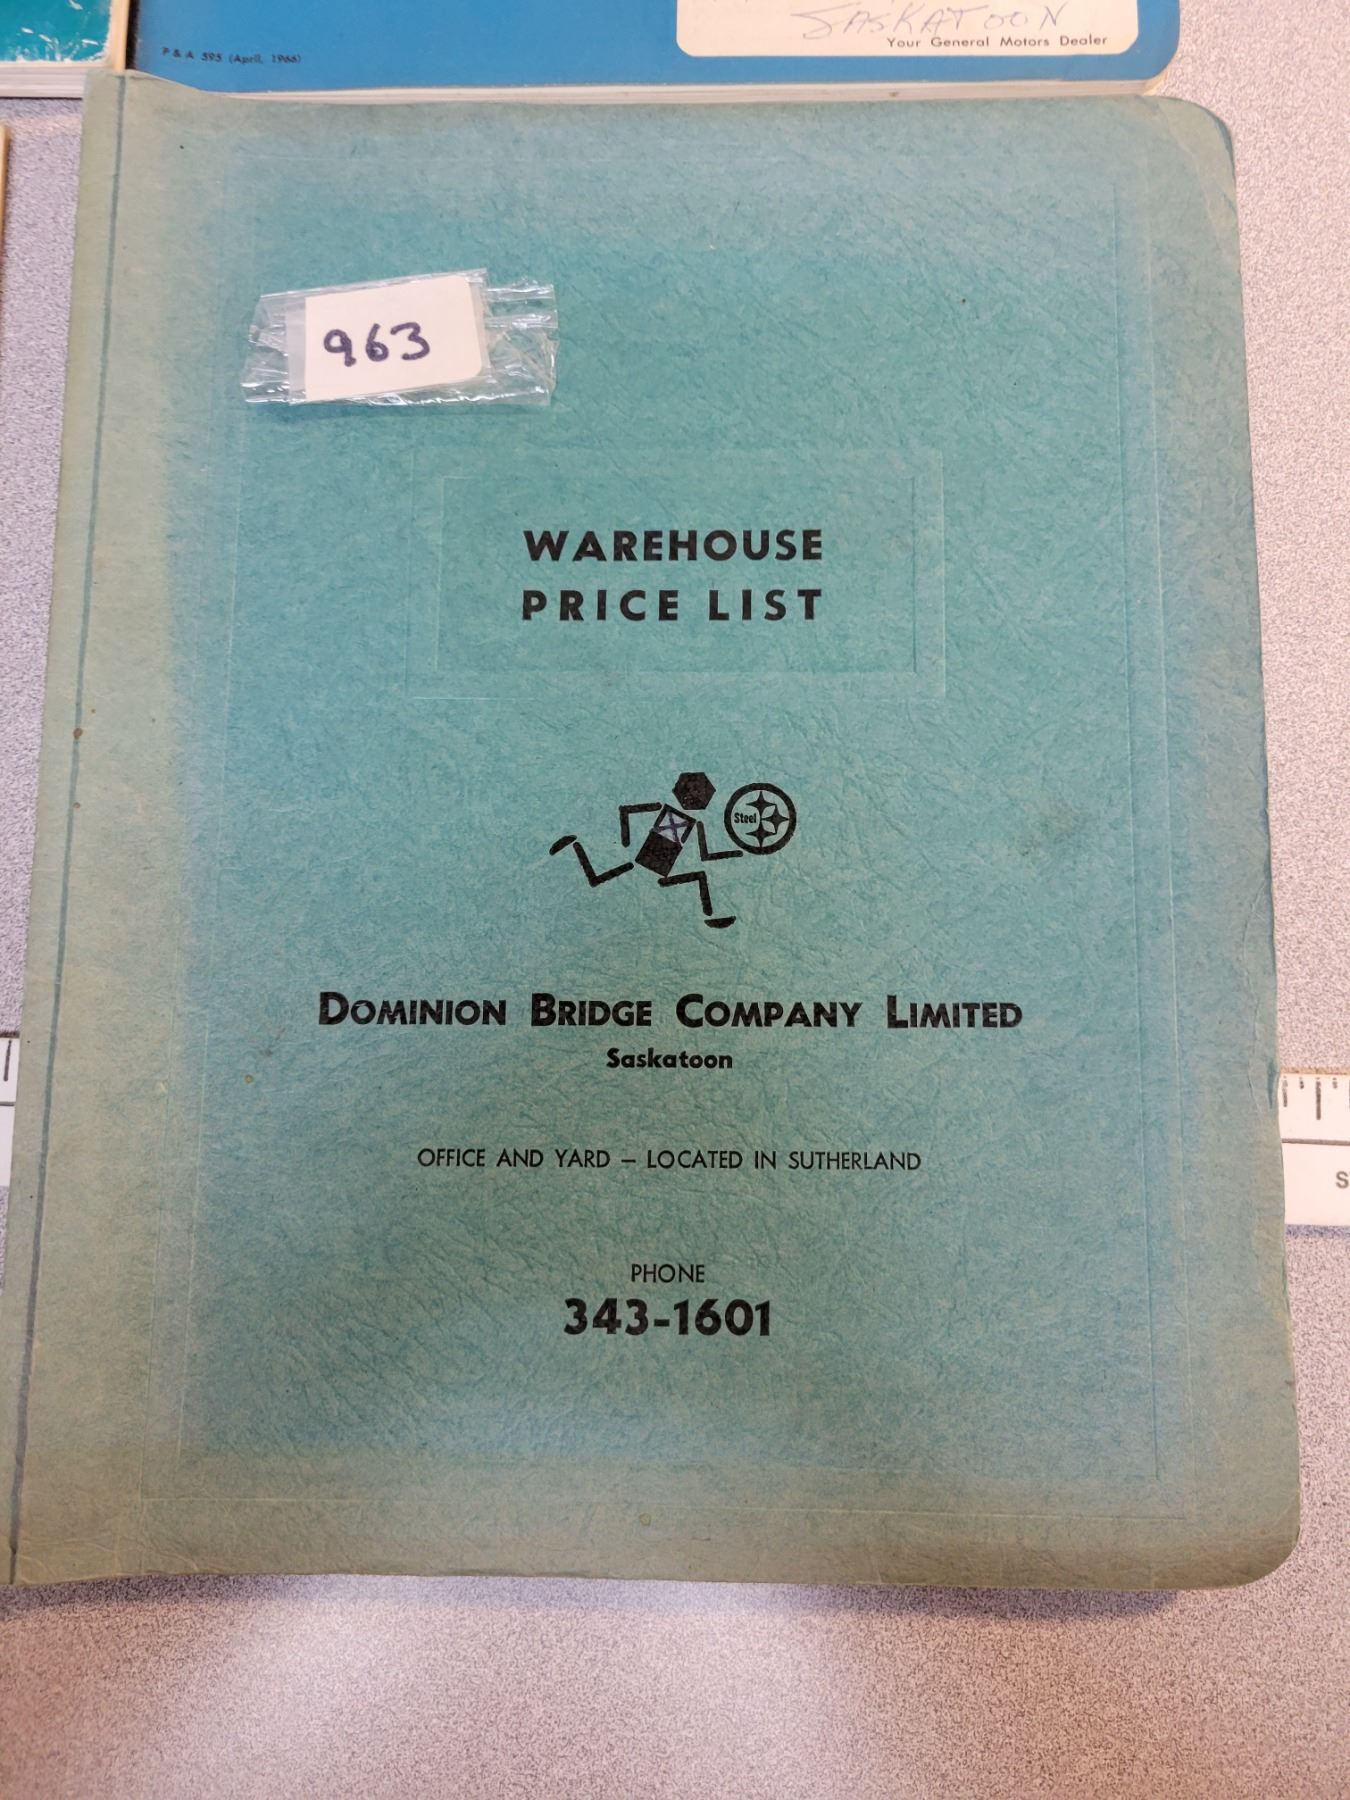 SASKATOON
Your General Motors Dealer
P & A 595 (April, 1966)
963
WAREHOUSE
PRICE LIST
Steel
DOMINION BRIDGE COMPANY LIMITED
Saskatoon
OFFICE AND YARD – LOCATED IN SUTHERLAND
PHONE
343-1601
S